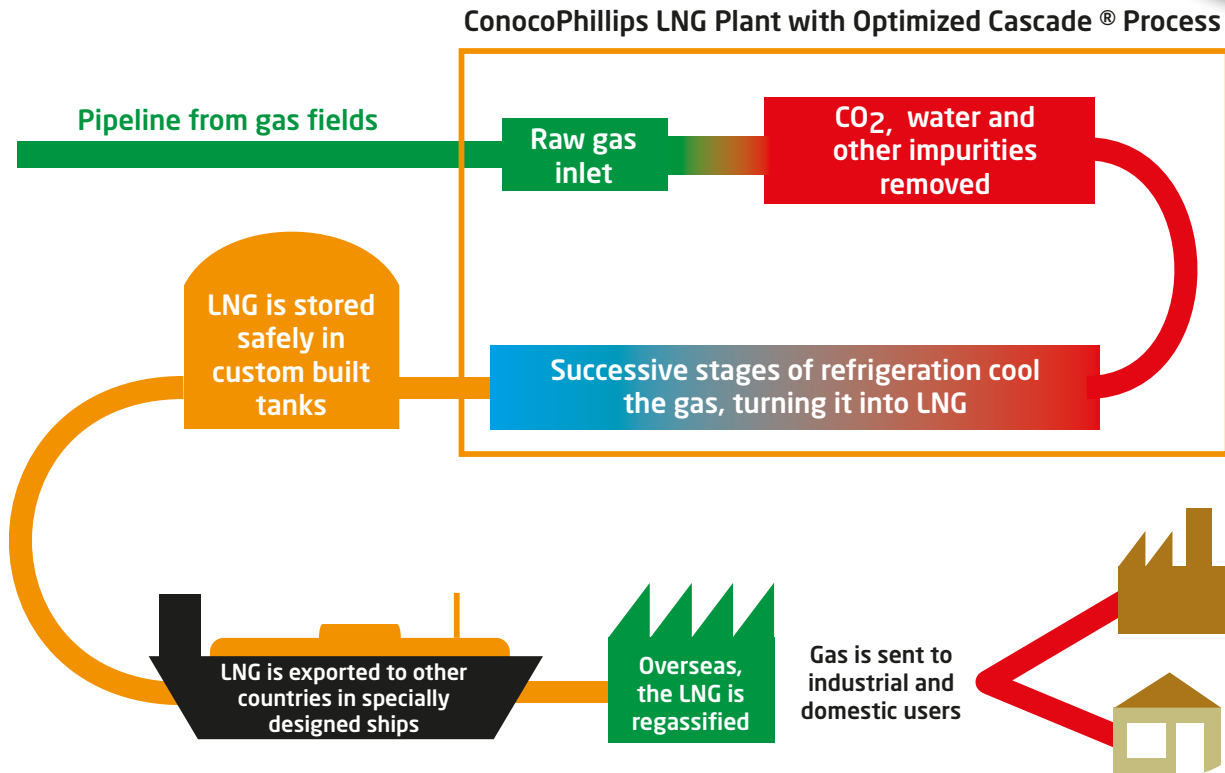 ConocoPhillips LNG Plant with Optimized Cascade ® Process
Pipeline from gas fields
Raw gas
inlet
CO2, water and
other impurities
removed
LNG is stored
safely in
custom built
tanks
Successive stages of refrigeration cool
the gas, turning it into LNG
LNG is exported to other
countries in specially
designed ships
Overseas,
the LNG is
regassified
Gas is sent to
industrial and
domestic users